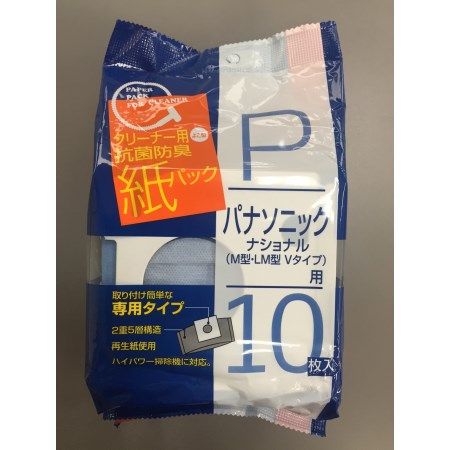 PAPER
PACK
FOR CLEANER
クリーナー用
抗菌防臭
紙パック
P
パナソニック
ナショナル
(M型・LM型 Vタイプ)
用
取り付け簡単な
専用タイプ
2重5層構造
再生紙使用
ハイパワー掃除機に対応。
10枚入